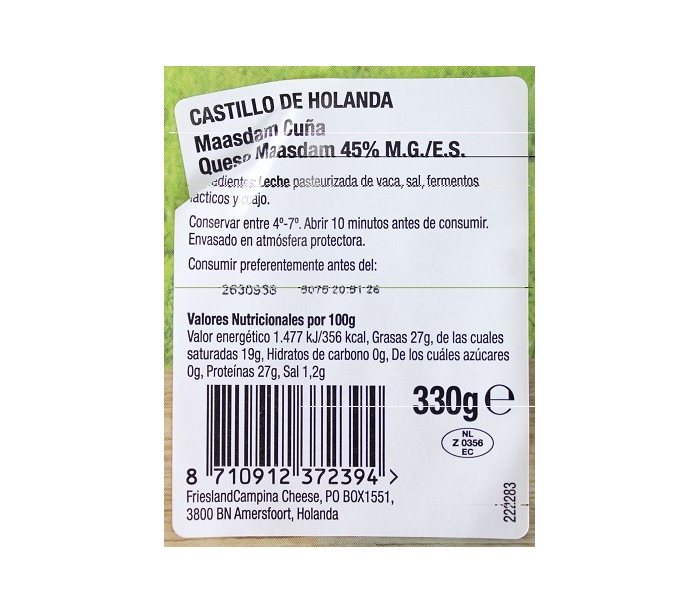 CASTILLO DE HOLANDA
Maasdam Cuña
Queso Maasdam 45% M.G./E.S.
Leche pasteurizada de vaca, sal, fermentos
lácticos y
Conservar entre 4º-7º. Abrir 10 minutos antes de consumir.
Envasado en atmósfera protectora.
Consumir preferentemente antes del:
Valores Nutricionales por 100g
Valor energético 1.477 kJ/356 kcal, Grasas 27g, de las cuales
saturadas 19g, Hidratos de carbono 0g, De los cuáles azúcares
0g, Proteínas 27g, Sal 1,2g
330g ℮
NL
Z 0356
EC
8 710912 372394 >
FrieslandCampina Cheese, PO BOX1551,
3800 BN Amersfoort, Holanda